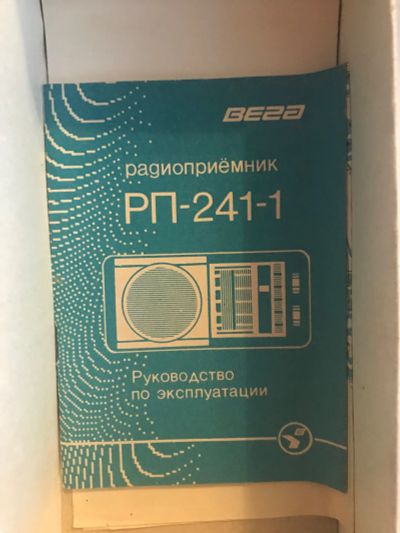 ВЕГА
радиоприёмник
РП-241-1
Руководство
по эксплуатации